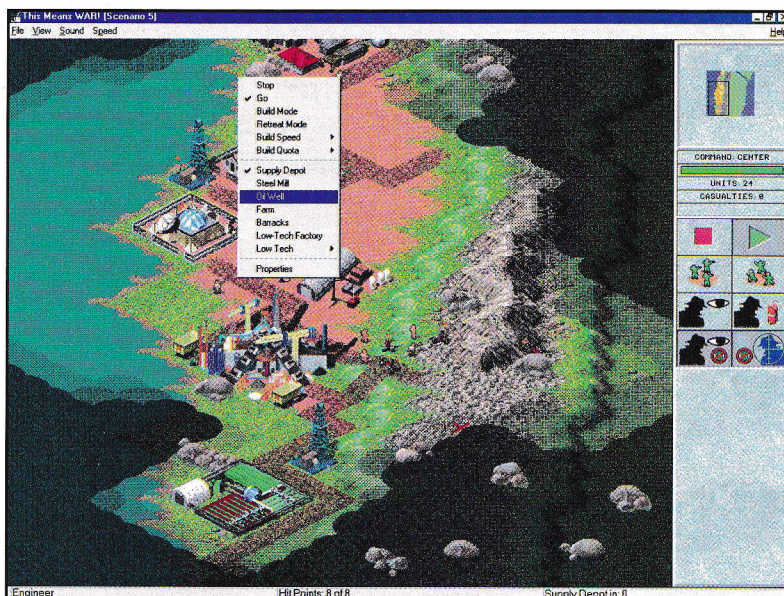 This Means WAR! [Scenario 5]
File View Sound Speed Help
Stop
Go
Build Mode
Retreat Mode
Build Speed
Build Quota
Supply Depot
Steel Mill
Oil Well
Farm
Barracks
Low-Tech Factory
Low Tech
Properties
COMMAND CENTER
UNITS: 24
CASUALTIES: 0
Engineer Hit Points: 8 of 8 Supply Depot in: 0